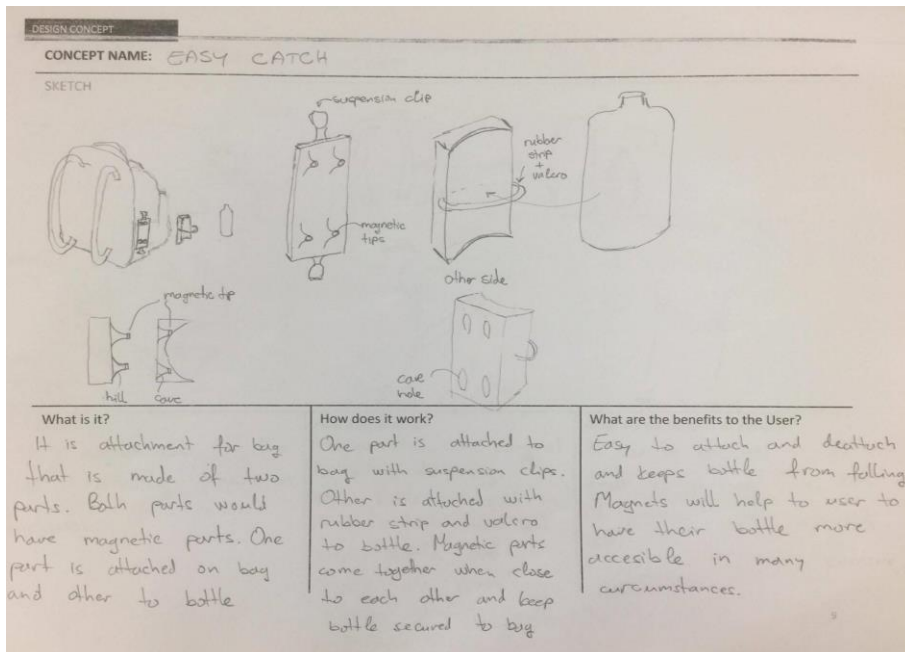 DESIGN CONCEPT
CONCEPT NAME: EASY CATCH
SKETCH
suspension clip
rubber
strip
+
valcro
magnetic
tips
other side
magnetic tip
hill
cave
cave
hole
What is it?
It is attachment for bag
that is made of two
parts. Both parts would
have magnetic parts. One
part is attached on bag
and other to bottle
How does it work?
One part is attached to
bag with suspension clips.
Other is attached with
rubber strip and valcro
to bottle. Magnetic parts
come together when close
to each other and keep
bottle secured to bag
What are the benefits to the User?
Easy to attach and deattach
and keeps bottle from falling
Magnets will help to user to
have their bottle more
accesible in many
curcumstances.